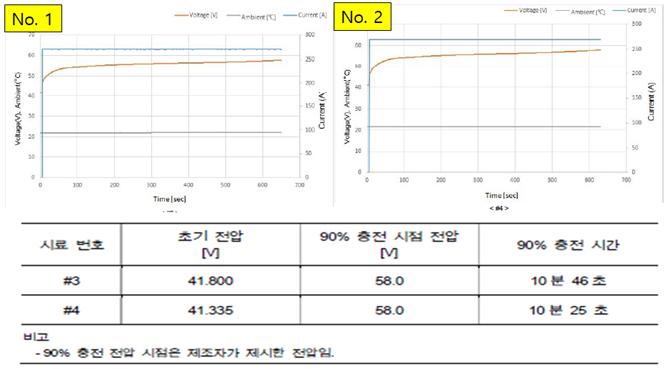 No. 1
Voltage (V) Ambient (℃) Current (A)
70
60
50
40
30
20
10
0
Voltage(V), Ambient(℃)
300
250
200
150
100
50
0
Current (A)
0 100 200 300 400 500 600 700
Time [sec]
No. 2
Voltage (V) Ambient (℃) Current (A)
70
60
50
40
30
20
10
0
Voltage(V), Ambient(℃)
300
250
200
150
100
50
0
Current (A)
0 100 200 300 400 500 600 700
Time [sec]
< #4 >
시료 번호 초기 전압 [V] 90% 충전 시점 전압 [V] 90% 충전 시간
#3 41.800 58.0 10 분 46 초
#4 41.335 58.0 10 분 25 초
비고
- 90% 충전 전압 시점은 제조자가 제시한 전압임.